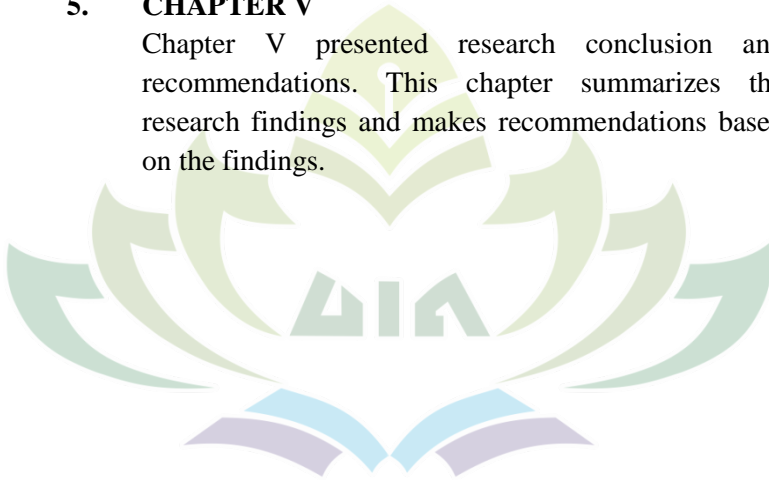 5. CHAPTER V
Chapter V presented research conclusion an
recommendations. This chapter summarizes th
research findings and makes recommendations base
on the findings.